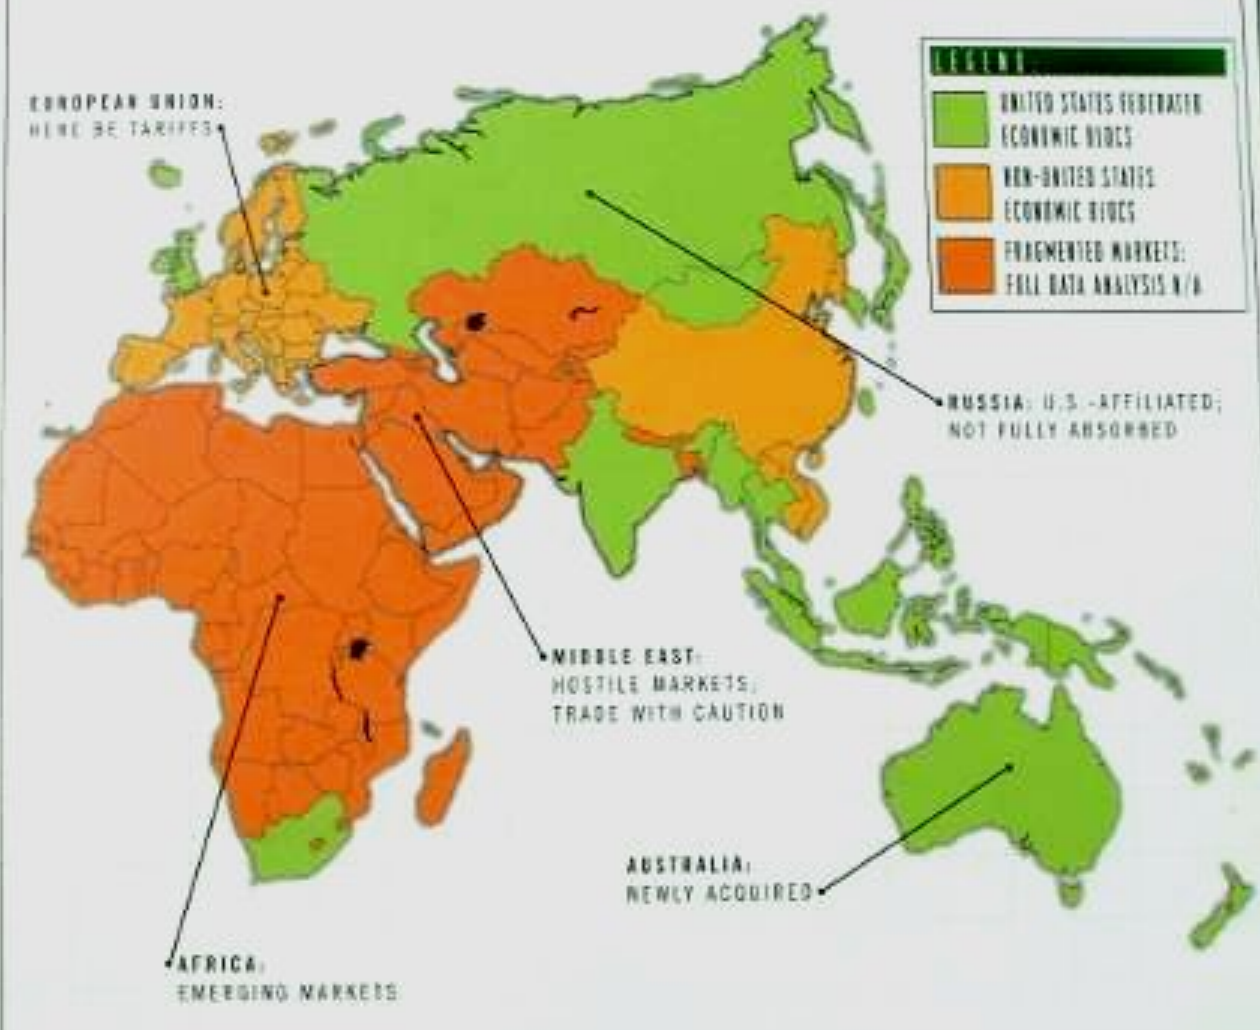 EUROPEAN UNION:
HERE BE TARIFFS
LEGEND
UNITED STATES FEDERATED
ECONOMIC BLOCS
NON-UNITED STATES
ECONOMIC BLOCS
FRAGMENTED MARKETS:
FULL DATA ANALYSIS N/A
RUSSIA: U.S.-AFFILIATED;
NOT FULLY ABSORBED
MIDDLE EAST:
HOSTILE MARKETS;
TRADE WITH CAUTION
AUSTRALIA:
NEWLY ACQUIRED
AFRICA:
EMERGING MARKETS